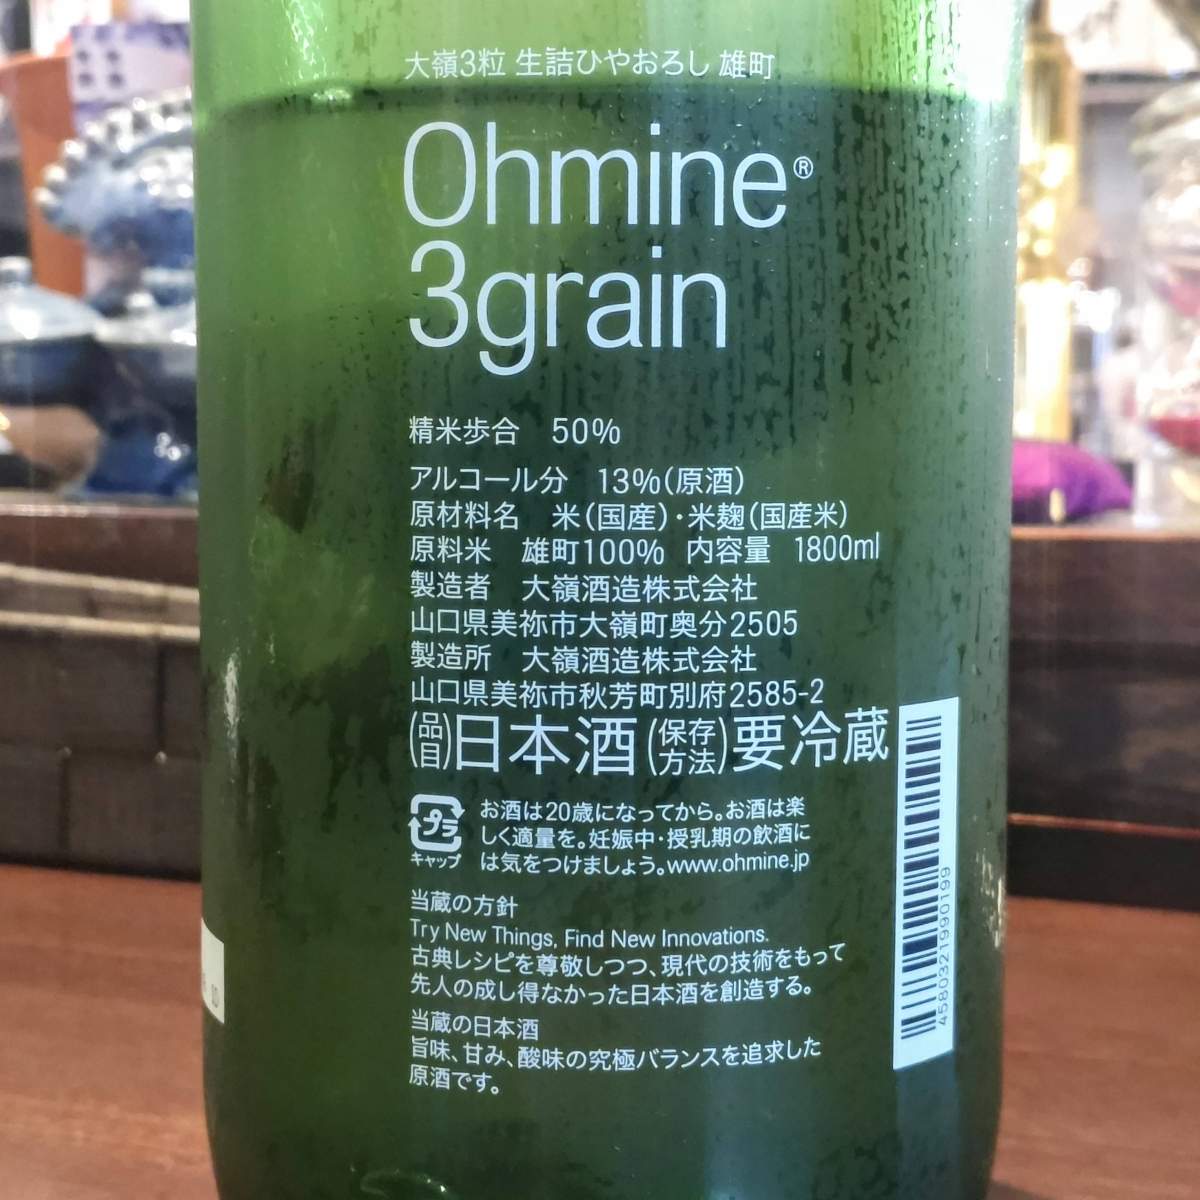 大嶺3粒 生詰ひやおろし 雄町
Ohmine®
3grain
精米歩合 50%
アルコール分 13%(原酒)
原材料名 米(国産)・米麹(国産米)
原料米 雄町100% 内容量 1800ml
製造者 大嶺酒造株式会社
山口県美祢市大嶺町奥分2505
製造所 大嶺酒造株式会社
山口県美祢市秋芳町別府2585-2
(品目)日本酒(保存方法)要冷蔵
お酒は20歳になってから。お酒は楽
しく適量を。妊娠中・授乳期の飲酒に
は気をつけましょう。www.ohmine.jp
プラ
キャップ
当蔵の方針
Try New Things, Find New Innovations.
古典レシピを尊敬しつつ、現代の技術をもって
先人の成し得なかった日本酒を創造する。
当蔵の日本酒
旨味、甘み、酸味の究極バランスを追求した
原酒です。
4580321990199